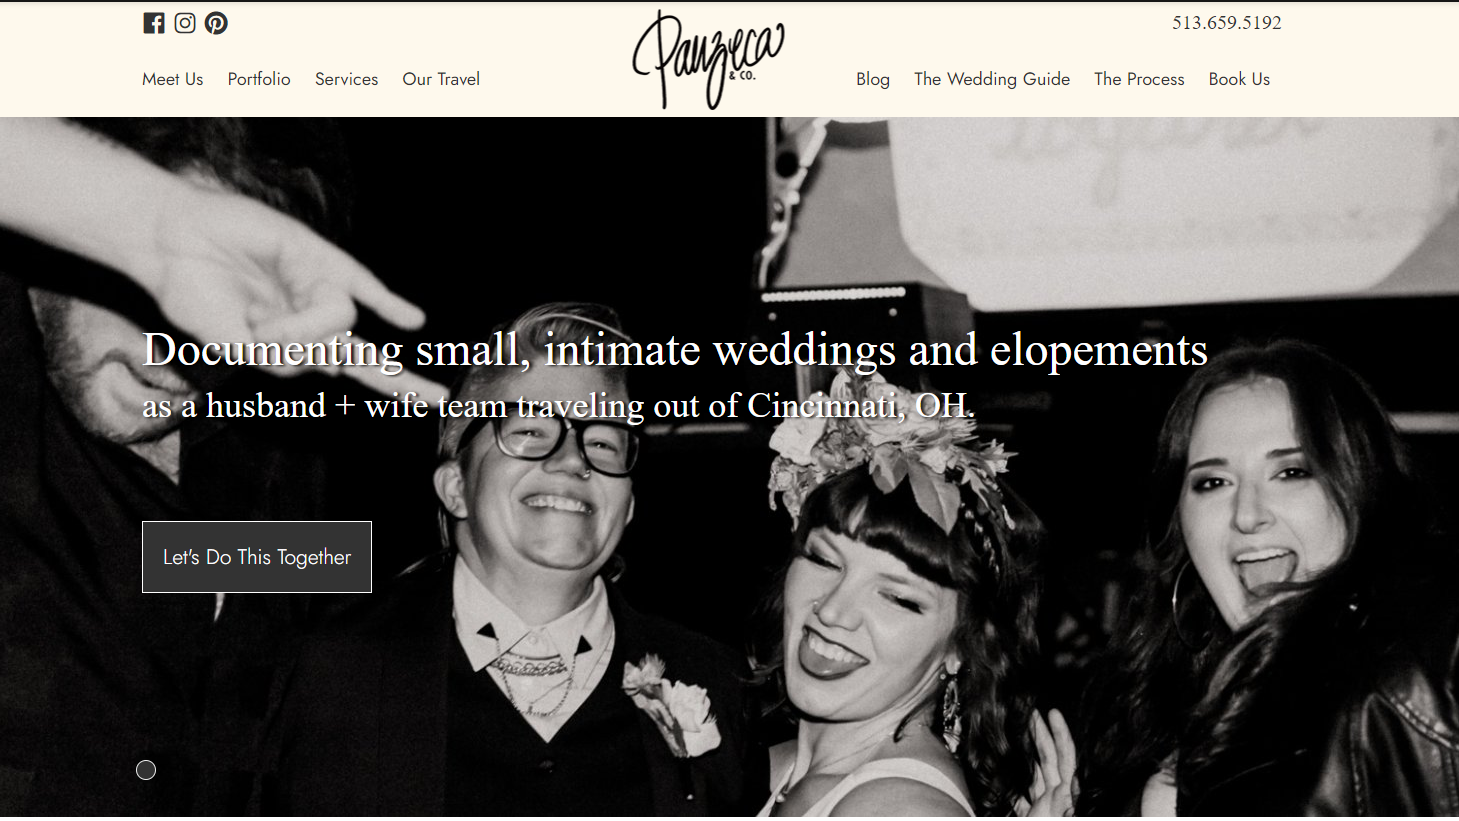 513.659.5192
Panzeca
& CO.
Meet Us Portfolio Services Our Travel
Blog The Wedding Guide The Process Book Us
Documenting small, intimate weddings and elopements
as a husband + wife team traveling out of Cincinnati, OH.
Let's Do This Together